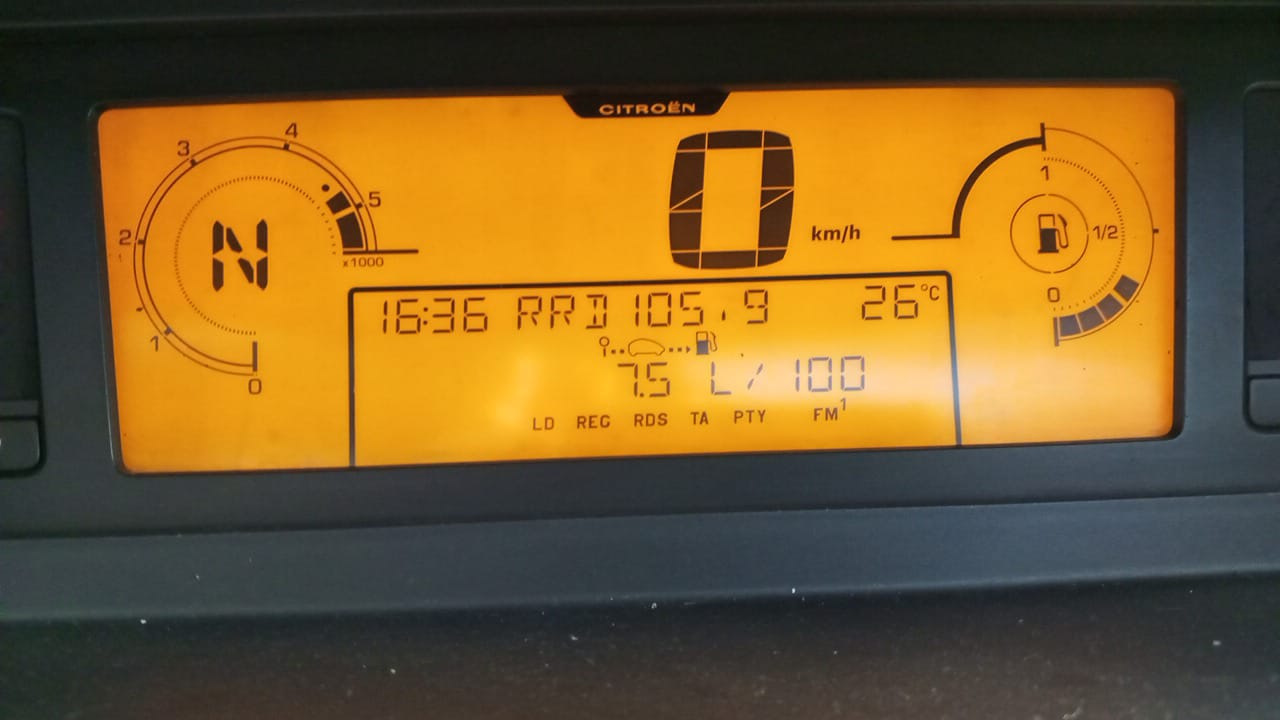 CITROËN
4
3
5
2
N
x1000
1
0
0 km/h
1
1/2
0
16:36 RRD 105.9 26°C
7.5 L/100
LD REG RDS TA PTY FM1